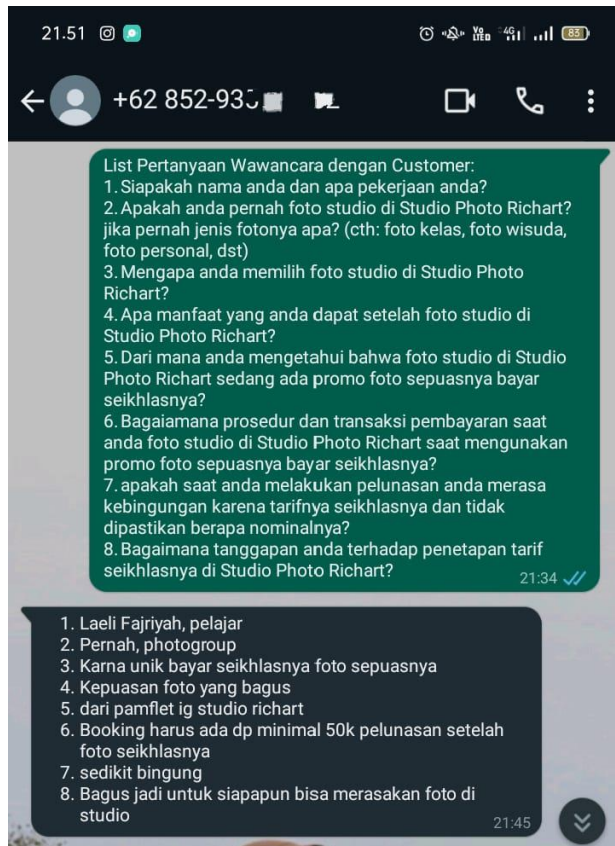 21.51
Vo LTED 4G 83
+62 852-93
List Pertanyaan Wawancara dengan Customer:
1. Siapakah nama anda dan apa pekerjaan anda?
2. Apakah anda pernah foto studio di Studio Photo Richart?
jika pernah jenis fotonya apa? (cth: foto kelas, foto wisuda,
foto personal, dst)
3. Mengapa anda memilih foto studio di Studio Photo
Richart?
4. Apa manfaat yang anda dapat setelah foto studio di
Studio Photo Richart?
5. Dari mana anda mengetahui bahwa foto studio di Studio
Photo Richart sedang ada promo foto sepuasnya bayar
seikhlasnya?
6. Bagaiamana prosedur dan transaksi pembayaran saat
anda foto studio di Studio Photo Richart saat mengunakan
promo foto sepuasnya bayar seikhlasnya?
7. apakah saat anda melakukan pelunasan anda merasa
kebingungan karena tarifnya seikhlasnya dan tidak
dipastikan berapa nominalnya?
8. Bagaimana tanggapan anda terhadap penetapan tarif
seikhlasnya di Studio Photo Richart?
21:34
1. Laeli Fajriyah, pelajar
2. Pernah, photogroup
3. Karna unik bayar seikhlasnya foto sepuasnya
4. Kepuasan foto yang bagus
5. dari pamflet ig studio richart
6. Booking harus ada dp minimal 50k pelunasan setelah
foto seikhlasnya
7. sedikit bingung
8. Bagus jadi untuk siapapun bisa merasakan foto di
studio
21:45